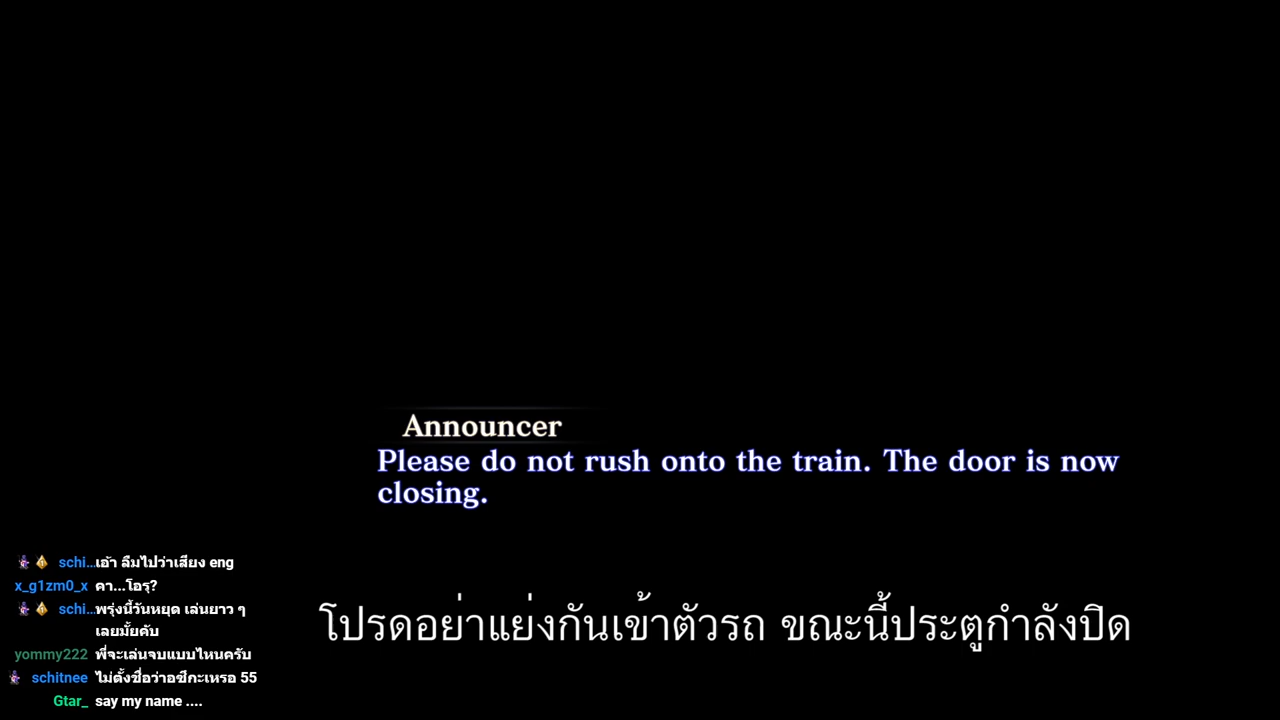 Announcer
Please do not rush onto the train. The door is now
closing.
schi...เอ้า ลืมไปว่าเสียง eng
x_g1zm0_x คา...โอรุ?
schi...พรุ่งนี้วันหยุด เล่นยาว ๆ
เลยมั้ยคับ
yommy222 พี่จะเล่นจบแบบไหนครับ
schitnee ไม่ตั้งชื่อว่าอซึกะเหรอ 55
Gtar_ say my name ....
โปรดอย่าแย่งกันเข้าตัวรถ ขณะนี้ประตูกำลังปิด